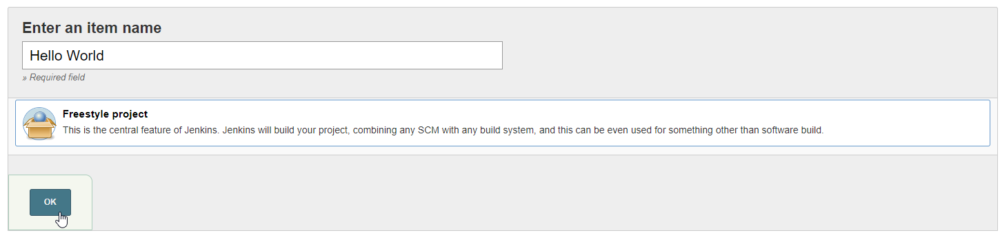 Enter an item name
Hello World
» Required field
Freestyle project
This is the central feature of Jenkins. Jenkins will build your project, combining any SCM with any build system, and this can be even used for something other than software build.
OK